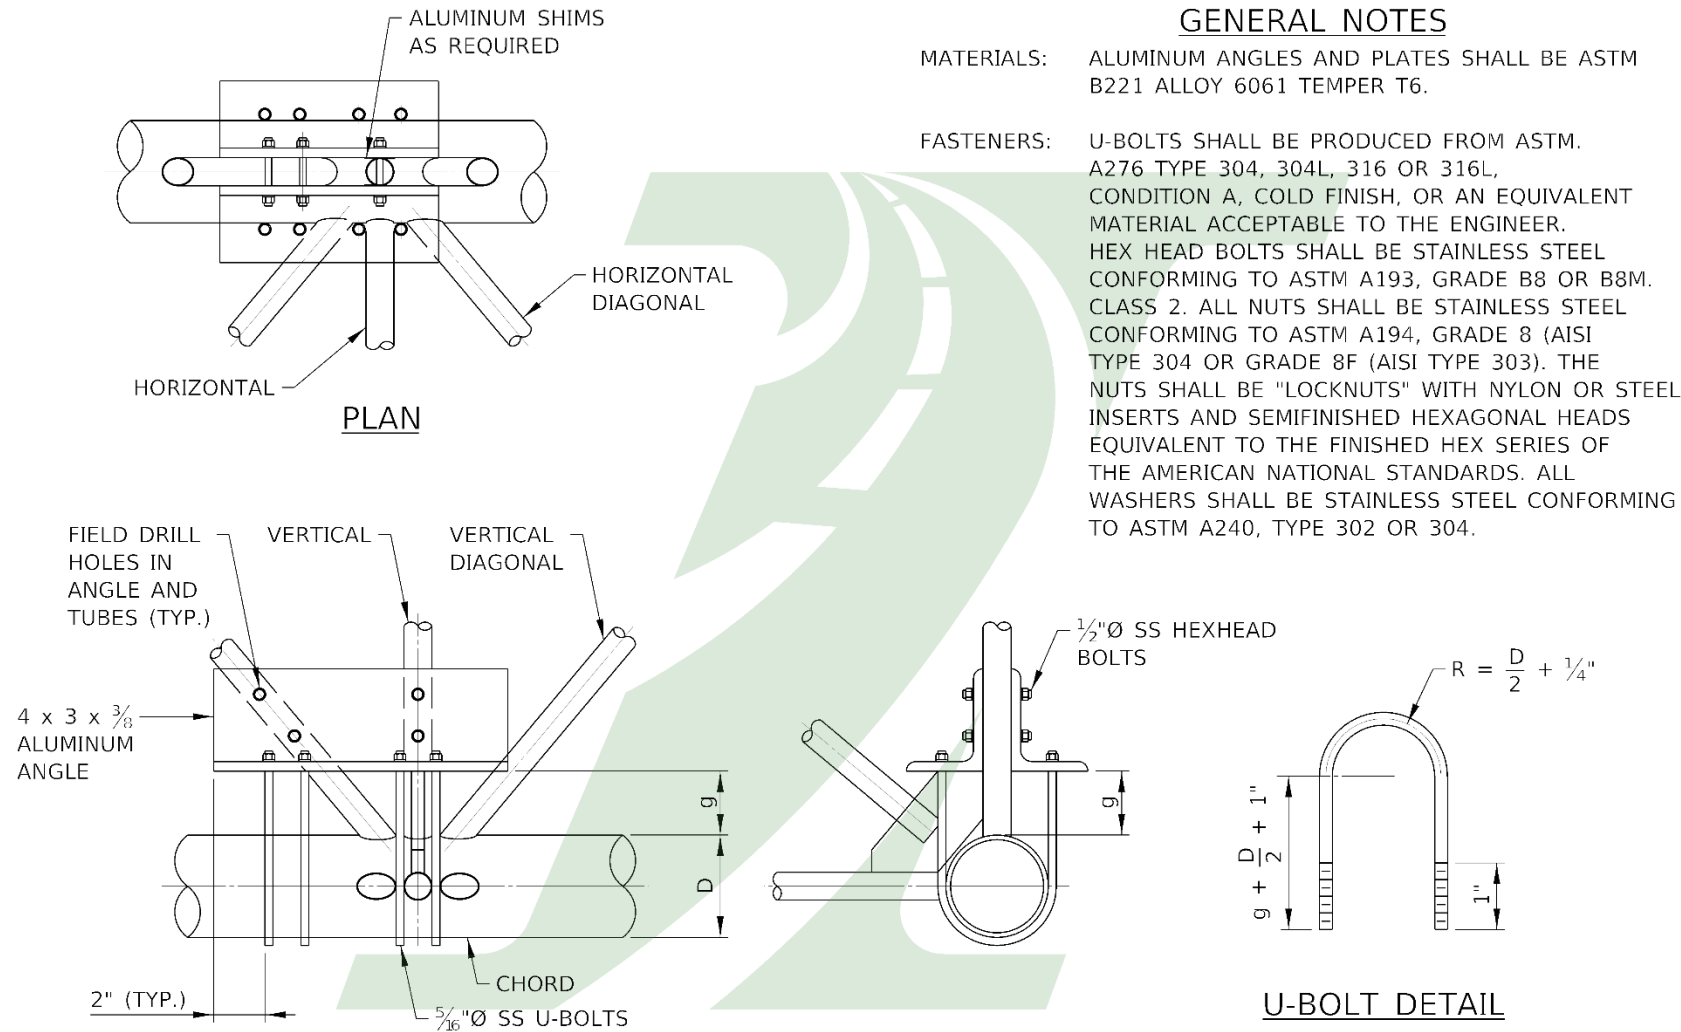 ALUMINUM SHIMS
AS REQUIRED
HORIZONTAL
DIAGONAL
HORIZONTAL
PLAN
GENERAL NOTES
MATERIALS: ALUMINUM ANGLES AND PLATES SHALL BE ASTM
B221 ALLOY 6061 TEMPER T6.
FASTENERS: U-BOLTS SHALL BE PRODUCED FROM ASTM.
A276 TYPE 304, 304L, 316 OR 316L,
CONDITION A, COLD FINISH, OR AN EQUIVALENT
MATERIAL ACCEPTABLE TO THE ENGINEER.
HEX HEAD BOLTS SHALL BE STAINLESS STEEL
CONFORMING TO ASTM A193, GRADE B8 OR B8M.
CLASS 2. ALL NUTS SHALL BE STAINLESS STEEL
CONFORMING TO ASTM A194, GRADE 8 (AISI
TYPE 304 OR GRADE 8F (AISI TYPE 303). THE
NUTS SHALL BE "LOCKNUTS" WITH NYLON OR STEEL
INSERTS AND SEMIFINISHED HEXAGONAL HEADS
EQUIVALENT TO THE FINISHED HEX SERIES OF
THE AMERICAN NATIONAL STANDARDS. ALL
WASHERS SHALL BE STAINLESS STEEL CONFORMING
TO ASTM A240, TYPE 302 OR 304.
FIELD DRILL
HOLES IN
ANGLE AND
TUBES (TYP.)
VERTICAL
VERTICAL
DIAGONAL
4 x 3 x 3/8
ALUMINUM
ANGLE
g
D
2" (TYP.)
CHORD
5/16"Ø SS U-BOLTS
1/2"Ø SS HEXHEAD
BOLTS
g
R = D/2 + 1/4"
g + D/2 + 1"
1"
U-BOLT DETAIL